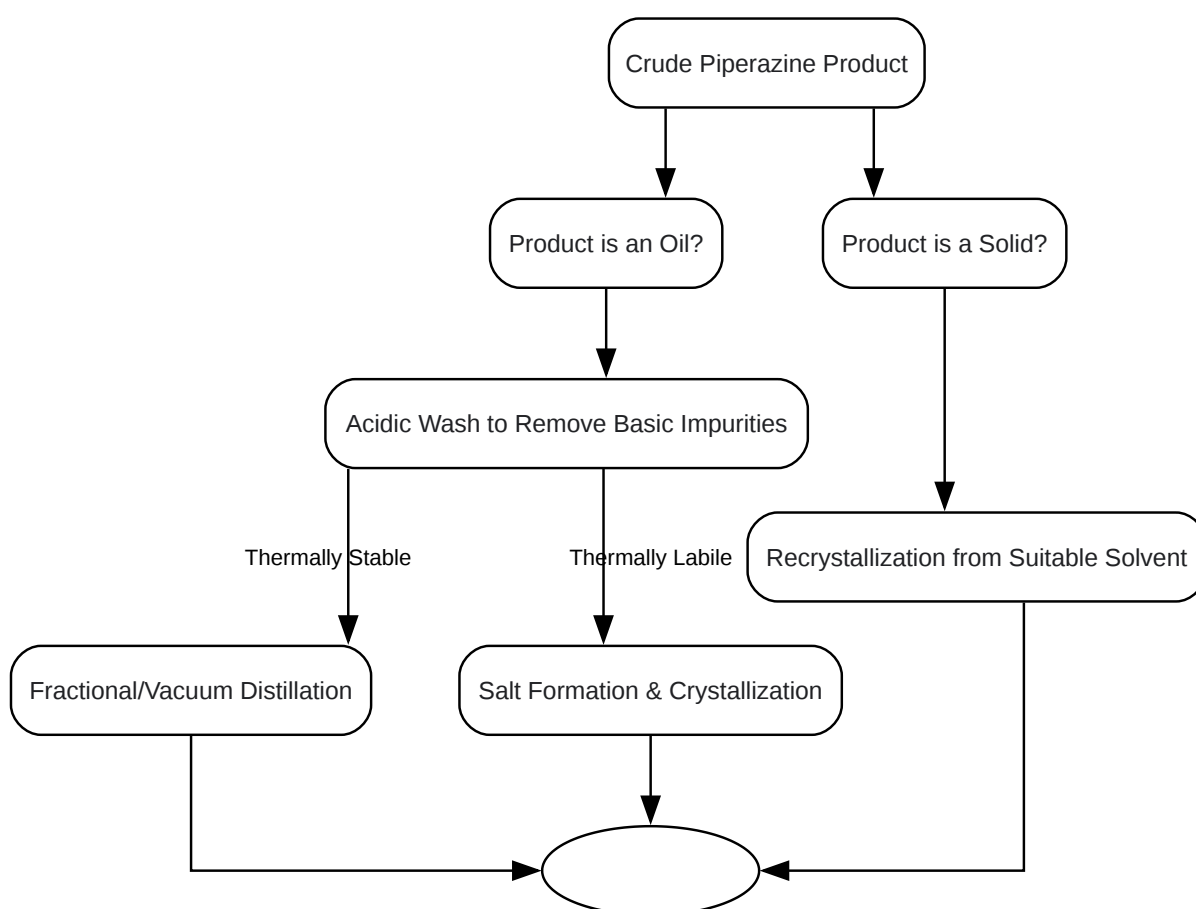 Crude Piperazine Product
Product is an Oil?
Product is a Solid?
Acidic Wash to Remove Basic Impurities
Thermally Stable
Thermally Labile
Recrystallization from Suitable Solvent
Fractional/Vacuum Distillation
Salt Formation & Crystallization